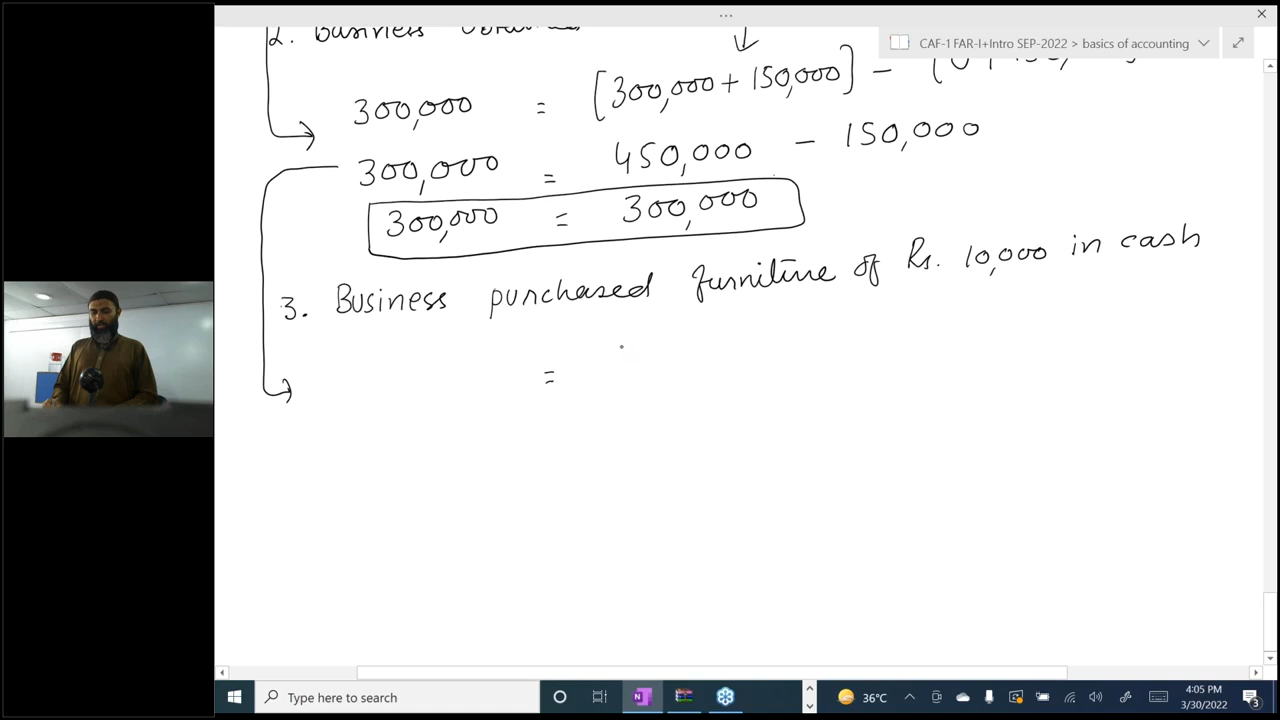 CAF-1 FAR-I+Intro SEP-2022 > basics of accounting
2. Business
300,000 = [300,000 + 150,000] -
300,000 = 450,000 - 150,000
300,000 = 300,000
3. Business purchased furniture of Rs. 10,000 in cash
=
Type here to search
36°C
4:05 PM
3/30/2022
3